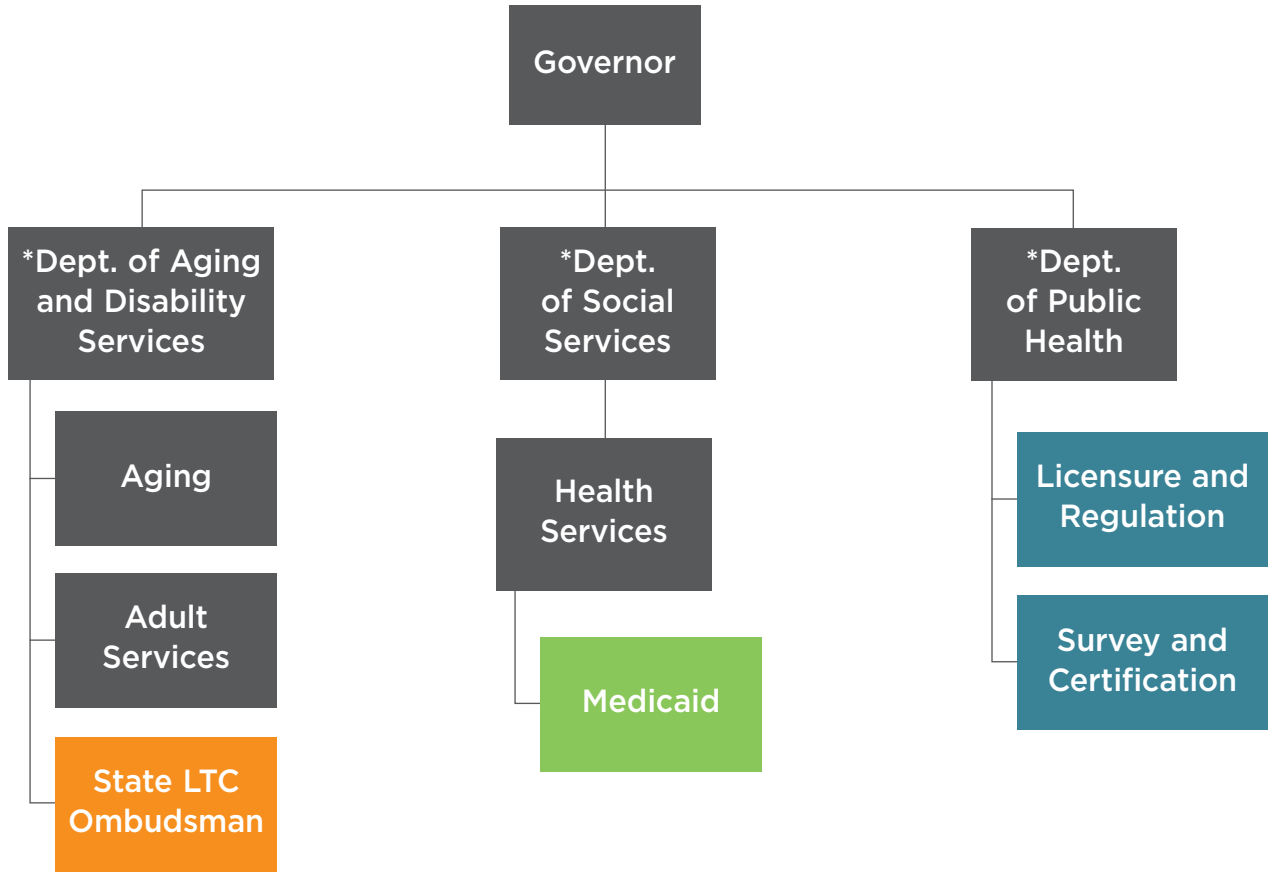 Governor
*Dept. of Aging
and Disability
Services
Aging
Adult
Services
State LTC
Ombudsman
*Dept.
of Social
Services
Health
Services
Medicaid
*Dept.
of Public
Health
Licensure and
Regulation
Survey and
Certification